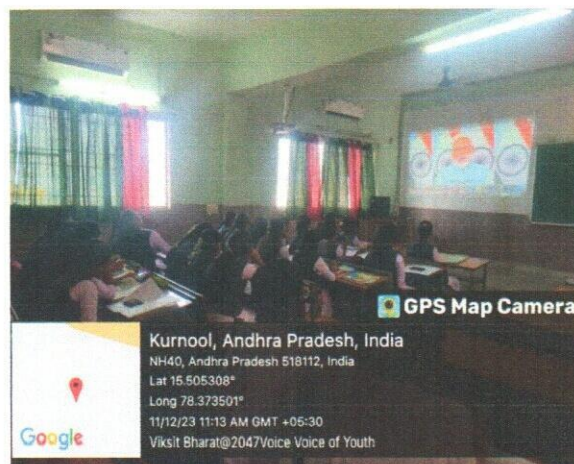 GPS Map Camera
Kurnool, Andhra Pradesh, India
NH40, Andhra Pradesh 518112, India
Lat 15.505308°
Long 78.373501°
11/12/23 11:13 AM GMT +05:30
Viksit Bharat@2047Voice Voice of Youth
Google